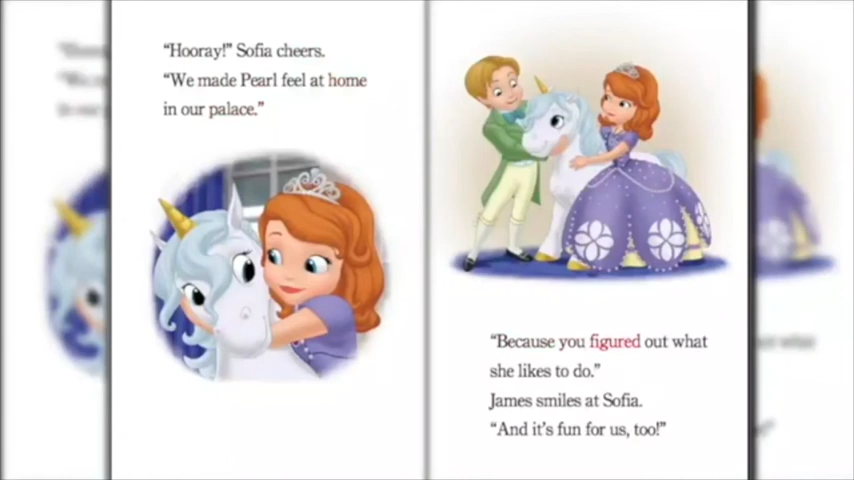 “Hooray!” Sofia cheers.
“We made Pearl feel at home
in our palace.”
“Because you figured out what
she likes to do.”
James smiles at Sofia.
“And it’s fun for us, too!”